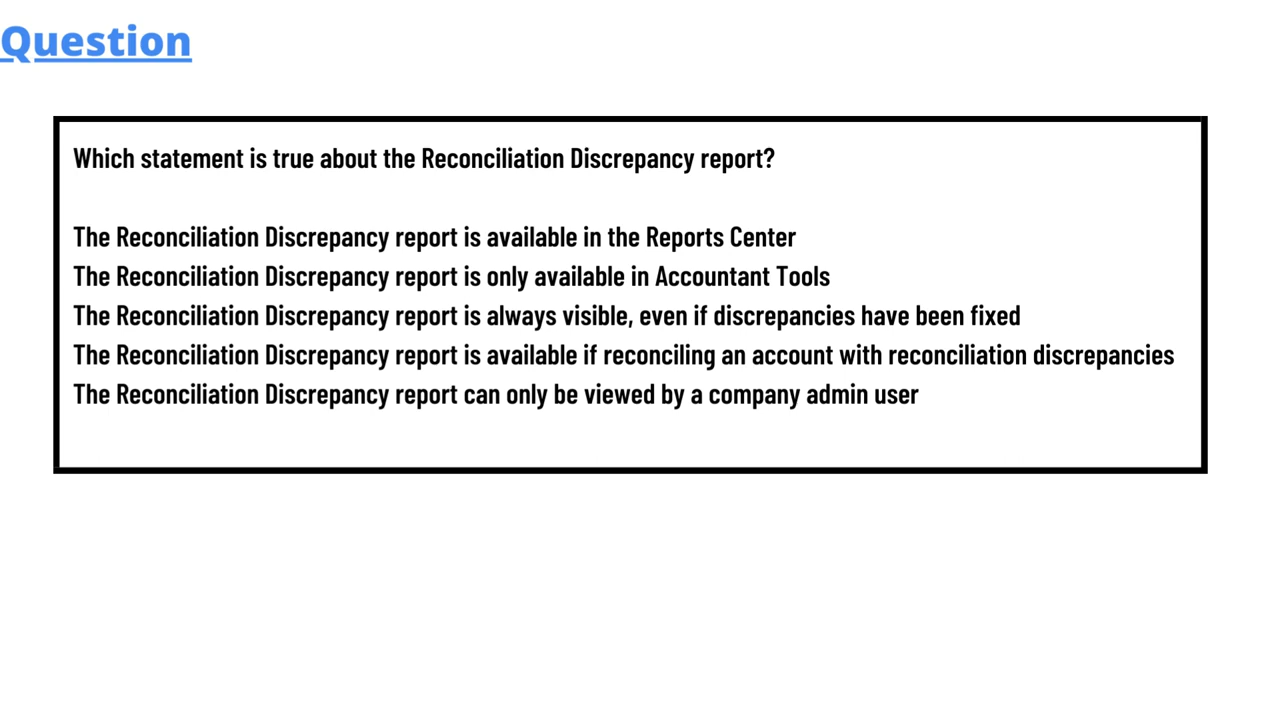 Question
Which statement is true about the Reconciliation Discrepancy report?
The Reconciliation Discrepancy report is available in the Reports Center
The Reconciliation Discrepancy report is only available in Accountant Tools
The Reconciliation Discrepancy report is always visible, even if discrepancies have been fixed
The Reconciliation Discrepancy report is available if reconciling an account with reconciliation discrepancies
The Reconciliation Discrepancy report can only be viewed by a company admin user